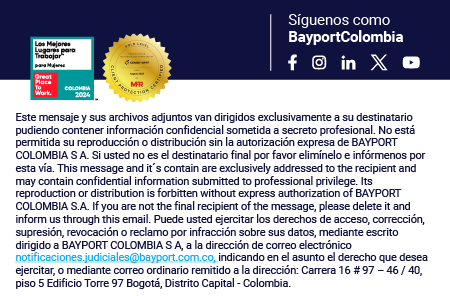 Síguenos como
BayportColombia
Los Mejores
Lugares para
Trabajar™
para Mujeres
Great
Place
To
Work.
COLOMBIA
2024
GOLD LEVEL
CLIENT PROTECTION CERTIFIED
MFR
Este mensaje y sus archivos adjuntos van dirigidos exclusivamente a su destinatario
pudiendo contener información confidencial sometida a secreto profesional. No está
permitida su reproducción o distribución sin la autorización expresa de BAYPORT
COLOMBIA S A. Si usted no es el destinatario final por favor elimínelo e infórmenos por
esta vía. This message and it´s contain are exclusively addressed to the recipient and
may contain confidential information submitted to professional privilege. Its
reproduction or distribution is forbidden without express authorization of BAYPORT
COLOMBIA S.A. If you are not the final recipient of the message, please delete it and
inform us through this email. Puede usted ejercitar los derechos de acceso, corrección,
supresión, revocación o reclamo por infracción sobre sus datos, mediante escrito
dirigido a BAYPORT COLOMBIA S A, a la dirección de correo electrónico
notificaciones.judiciales@bayport.com.co, indicando en el asunto el derecho que desea
ejercitar, o mediante correo ordinario remitido a la dirección: Carrera 16 # 97 – 46 / 40,
piso 5 Edificio Torre 97 Bogotá, Distrito Capital - Colombia.